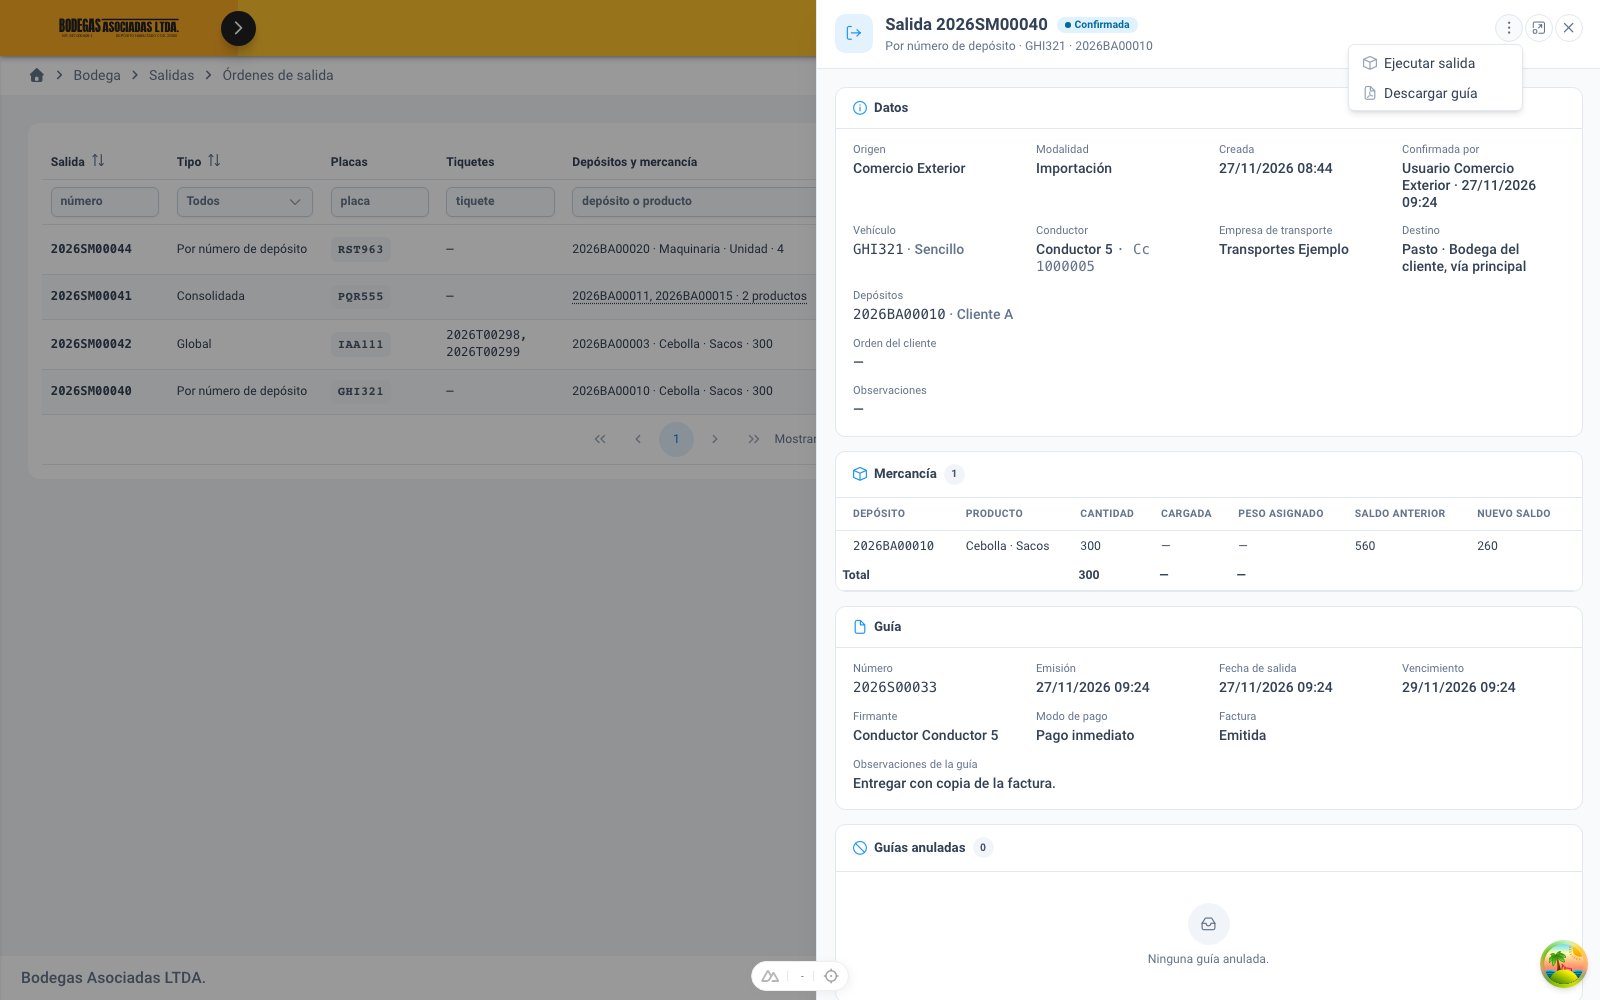 BODEGAS ASOCIADAS LTDA.
Bodega
Salidas
Órdenes de salida
Salida
Tipo
Placas
Tiquetes
Depósitos y mercancía
número
Todos
placa
tiquete
depósito o producto
2026SM00044
Por número de depósito
RST963
—
2026BA00020 · Maquinaria · Unidad · 4
2026SM00041
Consolidada
PQR555
—
2026BA00011, 2026BA00015 · 2 productos
2026SM00042
Global
IAA111
2026T00298,
2026T00299
2026BA00003 · Cebolla · Sacos · 300
2026SM00040
Por número de depósito
GHI321
—
2026BA00010 · Cebolla · Sacos · 300
1
Mostrar
Bodegas Asociadas LTDA.
Salida 2026SM00040
Confirmada
Por número de depósito · GHI321 · 2026BA00010
Ejecutar salida
Descargar guía
Datos
Origen
Comercio Exterior
Modalidad
Importación
Creada
27/11/2026 08:44
Confirmada por
Usuario Comercio
Exterior · 27/11/2026
09:24
Vehículo
GHI321 · Sencillo
Conductor
Conductor 5 · Cc
1000005
Empresa de transporte
Transportes Ejemplo
Destino
Pasto · Bodega del
cliente, vía principal
Depósitos
2026BA00010 · Cliente A
Orden del cliente
—
Observaciones
—
Mercancía 1
DEPÓSITO PRODUCTO CANTIDAD CARGADA PESO ASIGNADO SALDO ANTERIOR NUEVO SALDO
2026BA00010 Cebolla · Sacos 300 — — 560 260
Total 300 — —
Guía
Número
2026S00033
Emisión
27/11/2026 09:24
Fecha de salida
27/11/2026 09:24
Vencimiento
29/11/2026 09:24
Firmante
Conductor Conductor 5
Modo de pago
Pago inmediato
Factura
Emitida
Observaciones de la guía
Entregar con copia de la factura.
Guías anuladas 0
Ninguna guía anulada.